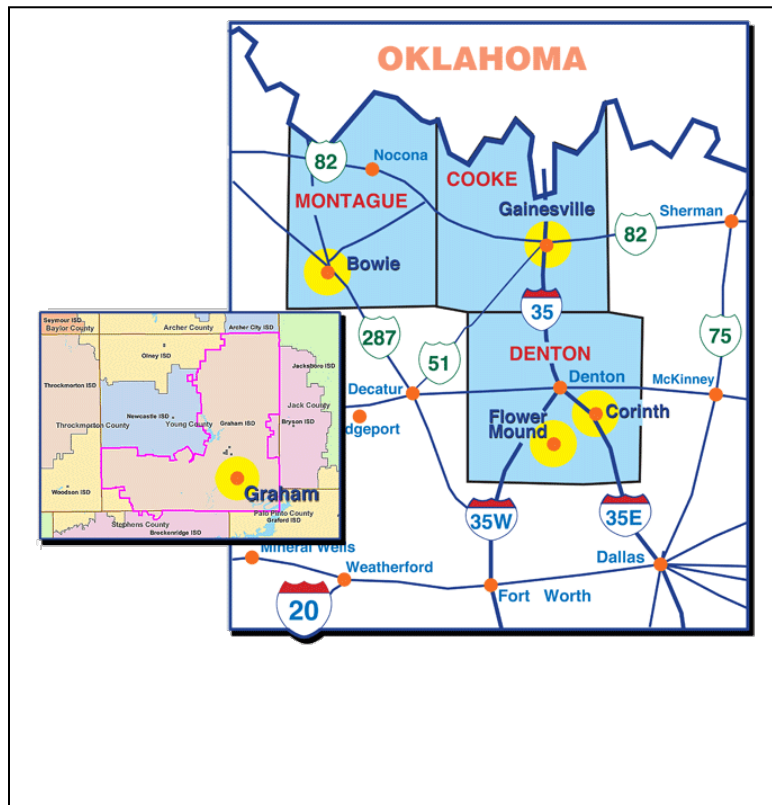 OKLAHOMA
82
Nocona
COOKE
MONTAGUE
Gainesville
Sherman
82
Bowie
35
287
51
75
DENTON
Denton
McKinney
Decatur
Corinth
Flower
Mound
dgeport
35W
35E
Dallas
Mineral Wells
Weatherford
20
Fort Worth
Seymour ISD
Baylor County
Archer County
Archer City ISD
Olney ISD
Jacksboro ISD
Throckmorton ISD
Jack County
Newcastle ISD
Throckmorton County
Young County
Graham ISD
Bryson ISD
Woodson ISD
Graham
Palo Pinto County
Graford ISD
Stephens County
Breckenridge ISD